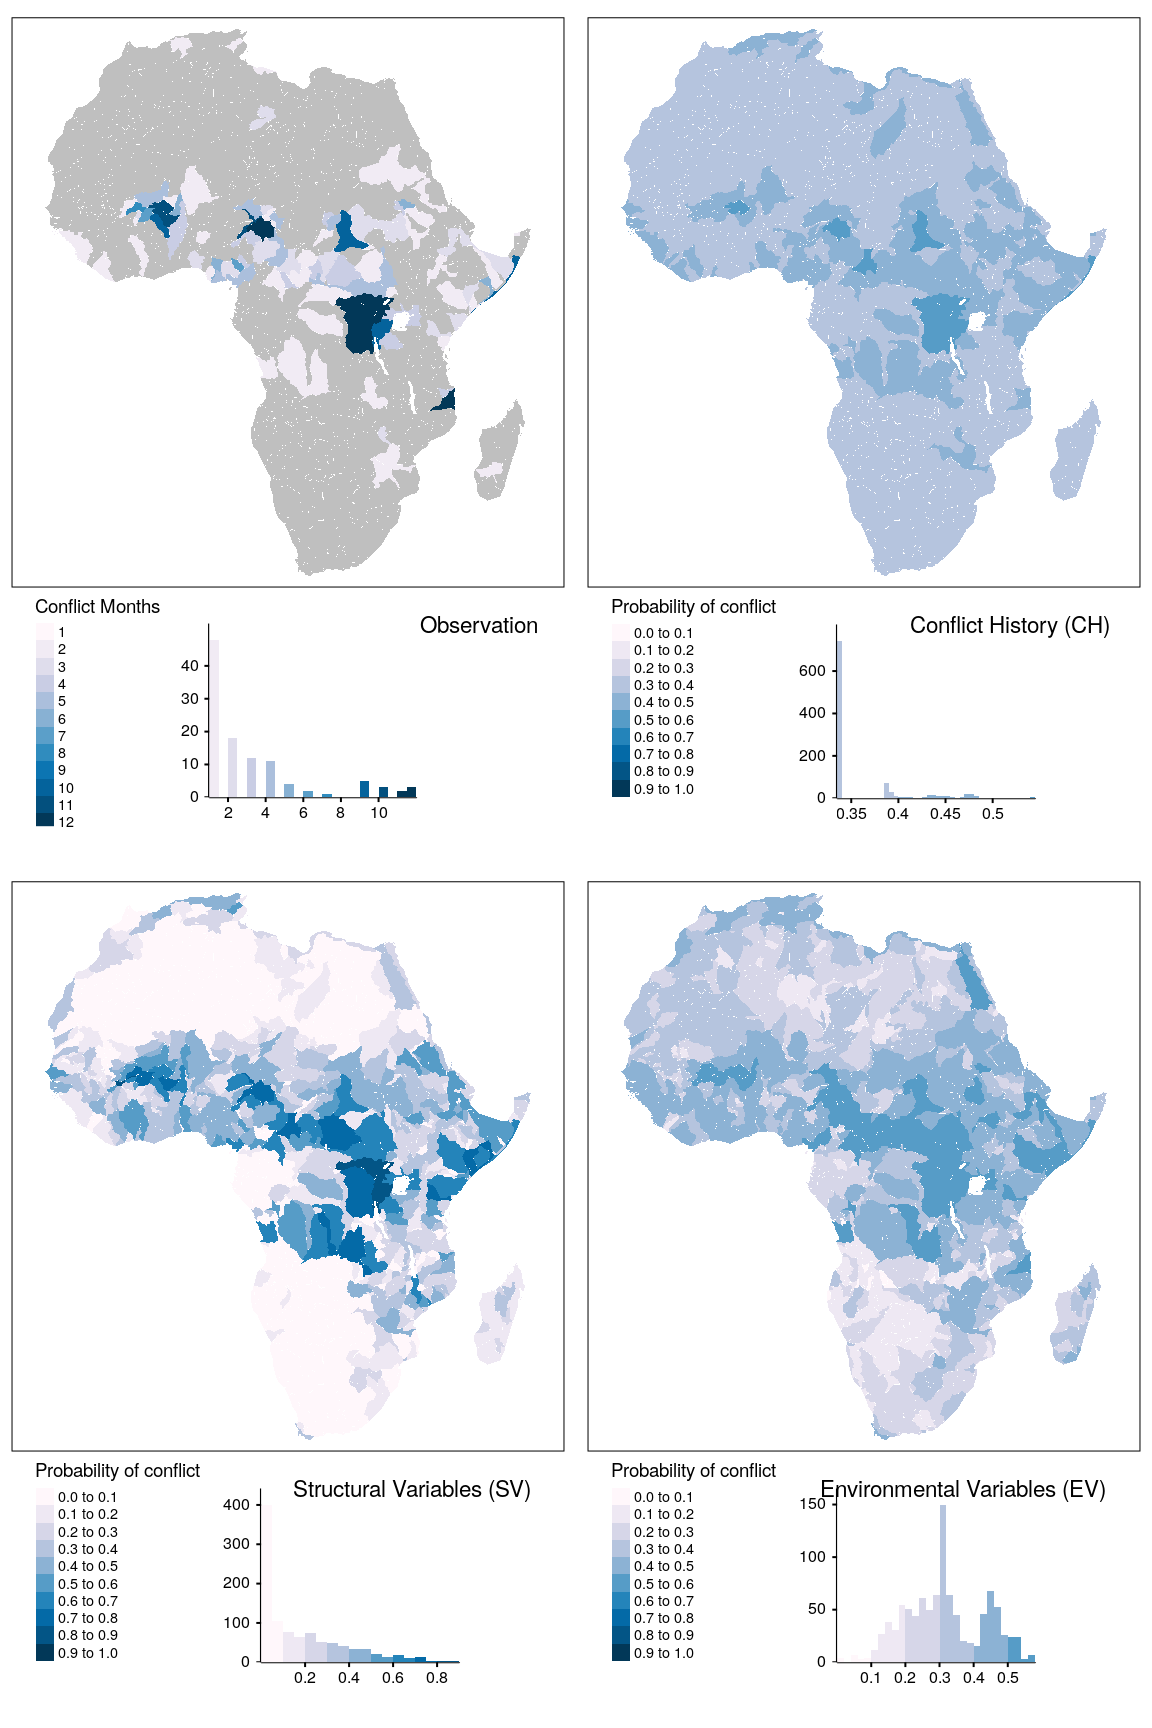 Conflict Months
Observation
1
2
3
4
5
6
7
8
9
10
11
12
40
30
20
10
0
2 4 6 8 10
Probability of conflict
Conflict History (CH)
0.0 to 0.1
0.1 to 0.2
0.2 to 0.3
0.3 to 0.4
0.4 to 0.5
0.5 to 0.6
0.6 to 0.7
0.7 to 0.8
0.8 to 0.9
0.9 to 1.0
600
400
200
0
0.35 0.4 0.45 0.5
Probability of conflict
Structural Variables (SV)
0.0 to 0.1
0.1 to 0.2
0.2 to 0.3
0.3 to 0.4
0.4 to 0.5
0.5 to 0.6
0.6 to 0.7
0.7 to 0.8
0.8 to 0.9
0.9 to 1.0
400
300
200
100
0
0.2 0.4 0.6 0.8
Probability of conflict
Environmental Variables (EV)
0.0 to 0.1
0.1 to 0.2
0.2 to 0.3
0.3 to 0.4
0.4 to 0.5
0.5 to 0.6
0.6 to 0.7
0.7 to 0.8
0.8 to 0.9
0.9 to 1.0
150
100
50
0
0.1 0.2 0.3 0.4 0.5